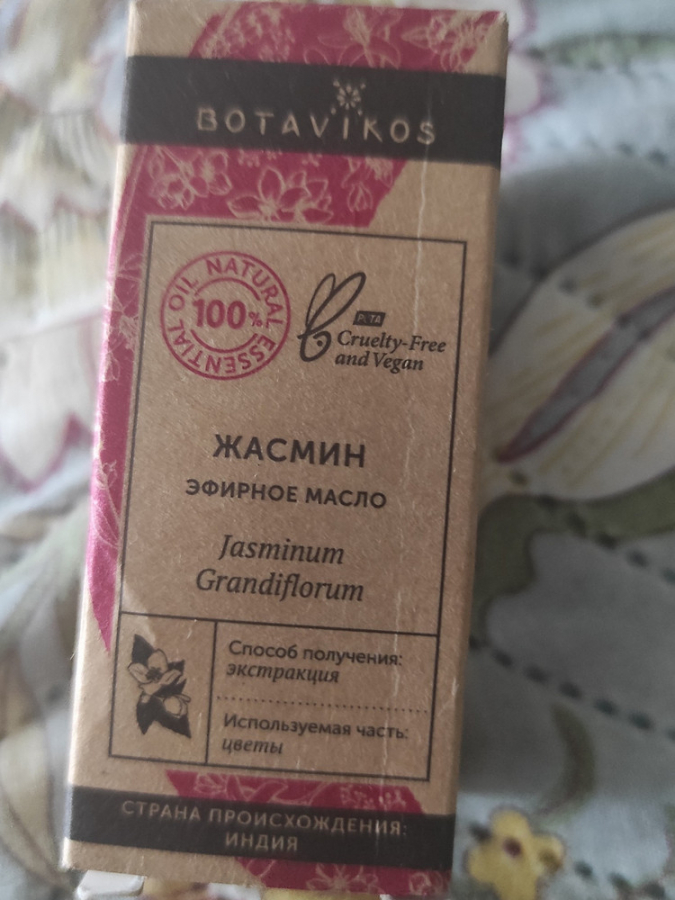 BOTAVIKOS
100% NATURAL ESSENTIAL OIL
PETA
Cruelty-Free
and Vegan
ЖАСМИН
ЭФИРНОЕ МАСЛО
Jasminum
Grandiflorum
Способ получения:
экстракция
Используемая часть:
цветы
СТРАНА ПРОИСХОЖДЕНИЯ:
ИНДИЯ